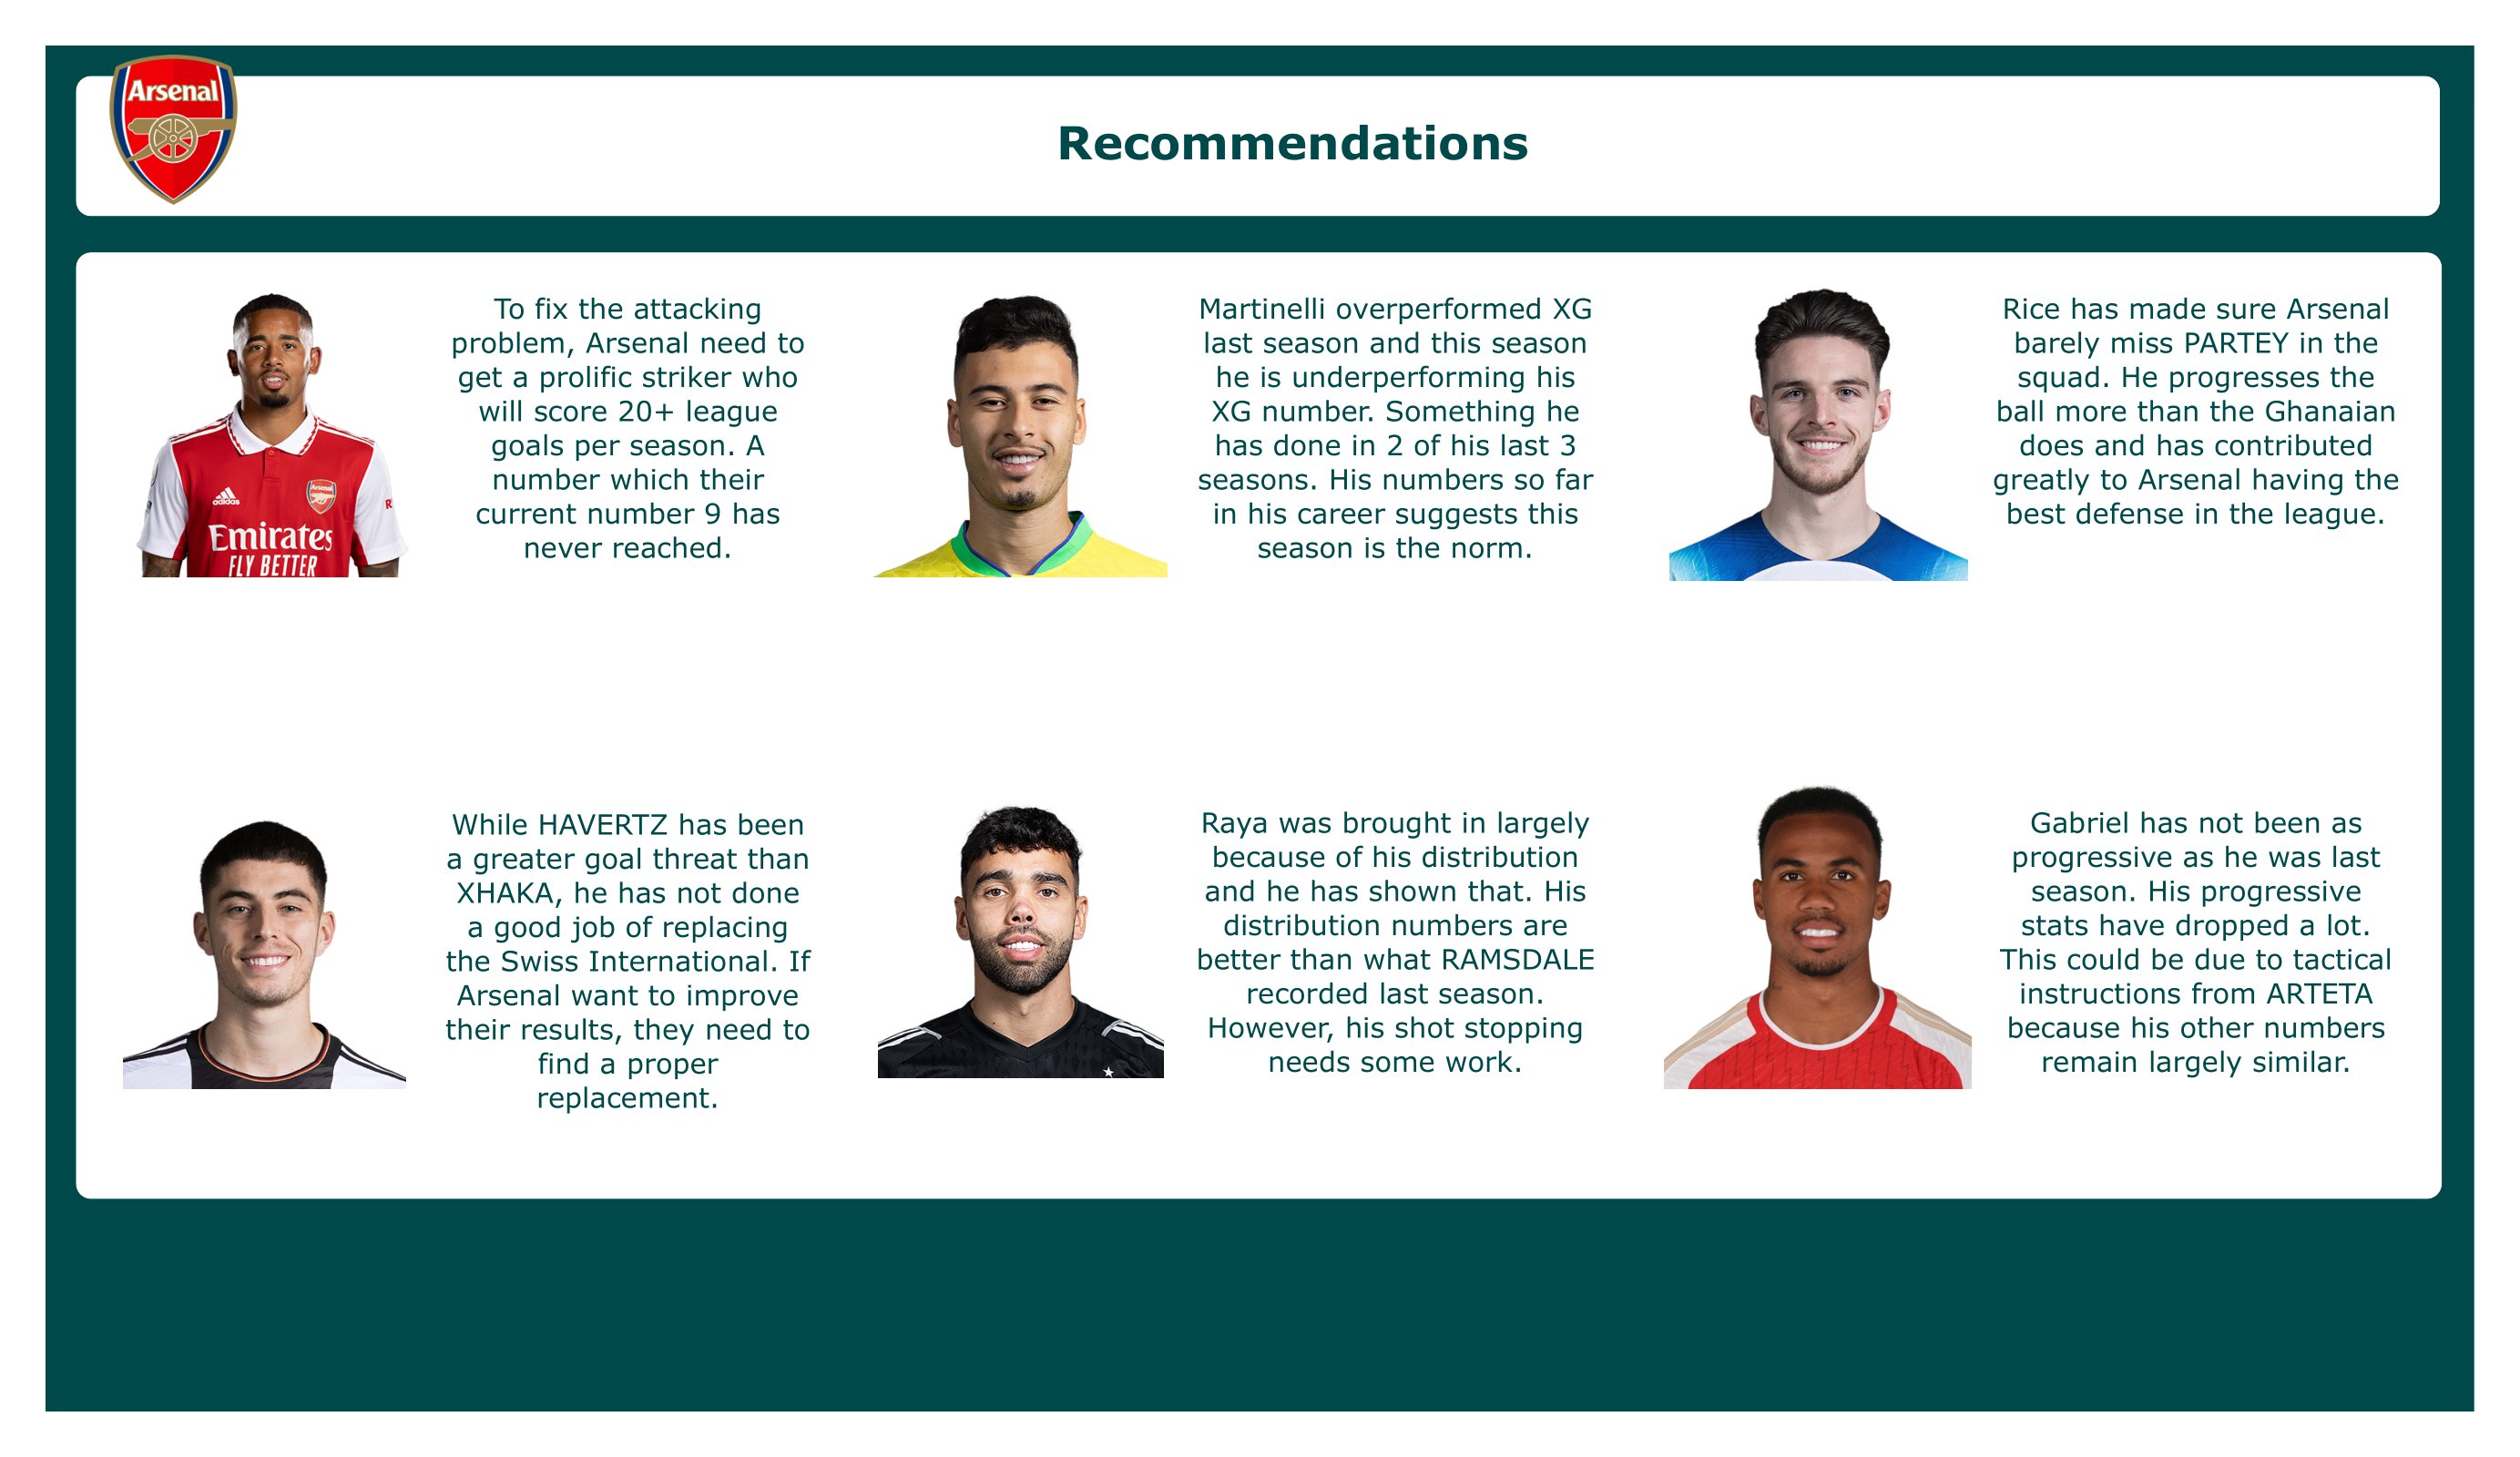 Arsenal
Recommendations
To fix the attacking
problem, Arsenal need to
get a prolific striker who
will score 20+ league
goals per season. A
number which their
current number 9 has
never reached.
adidas
Arsenal
R
Emirates
FLY BETTER
Martinelli overperformed XG
last season and this season
he is underperforming his
XG number. Something he
has done in 2 of his last 3
seasons. His numbers so far
in his career suggests this
season is the norm.
Rice has made sure Arsenal
barely miss PARTEY in the
squad. He progresses the
ball more than the Ghanaian
does and has contributed
greatly to Arsenal having the
best defense in the league.
While HAVERTZ has been
a greater goal threat than
XHAKA, he has not done
a good job of replacing
the Swiss International. If
Arsenal want to improve
their results, they need to
find a proper
replacement.
Raya was brought in largely
because of his distribution
and he has shown that. His
distribution numbers are
better than what RAMSDALE
recorded last season.
However, his shot stopping
needs some work.
Gabriel has not been as
progressive as he was last
season. His progressive
stats have dropped a lot.
This could be due to tactical
instructions from ARTETA
because his other numbers
remain largely similar.